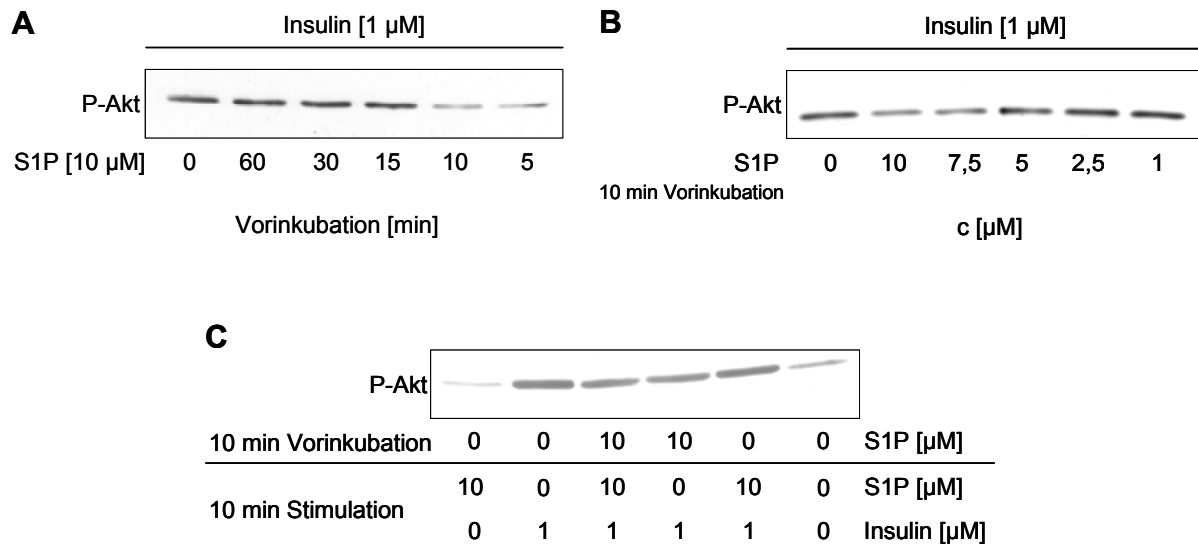 A
Insulin [1 µM]
P-Akt
S1P [10 µM] 0 60 30 15 10 5
Vorinkubation [min]
B
Insulin [1 µM]
P-Akt
S1P 0 10 7,5 5 2,5 1
10 min Vorinkubation
c [µM]
C
P-Akt
10 min Vorinkubation 0 0 10 10 0 0 S1P [µM]
10 0 10 0 10 0 S1P [µM]
10 min Stimulation
0 1 1 1 1 0 Insulin [µM]